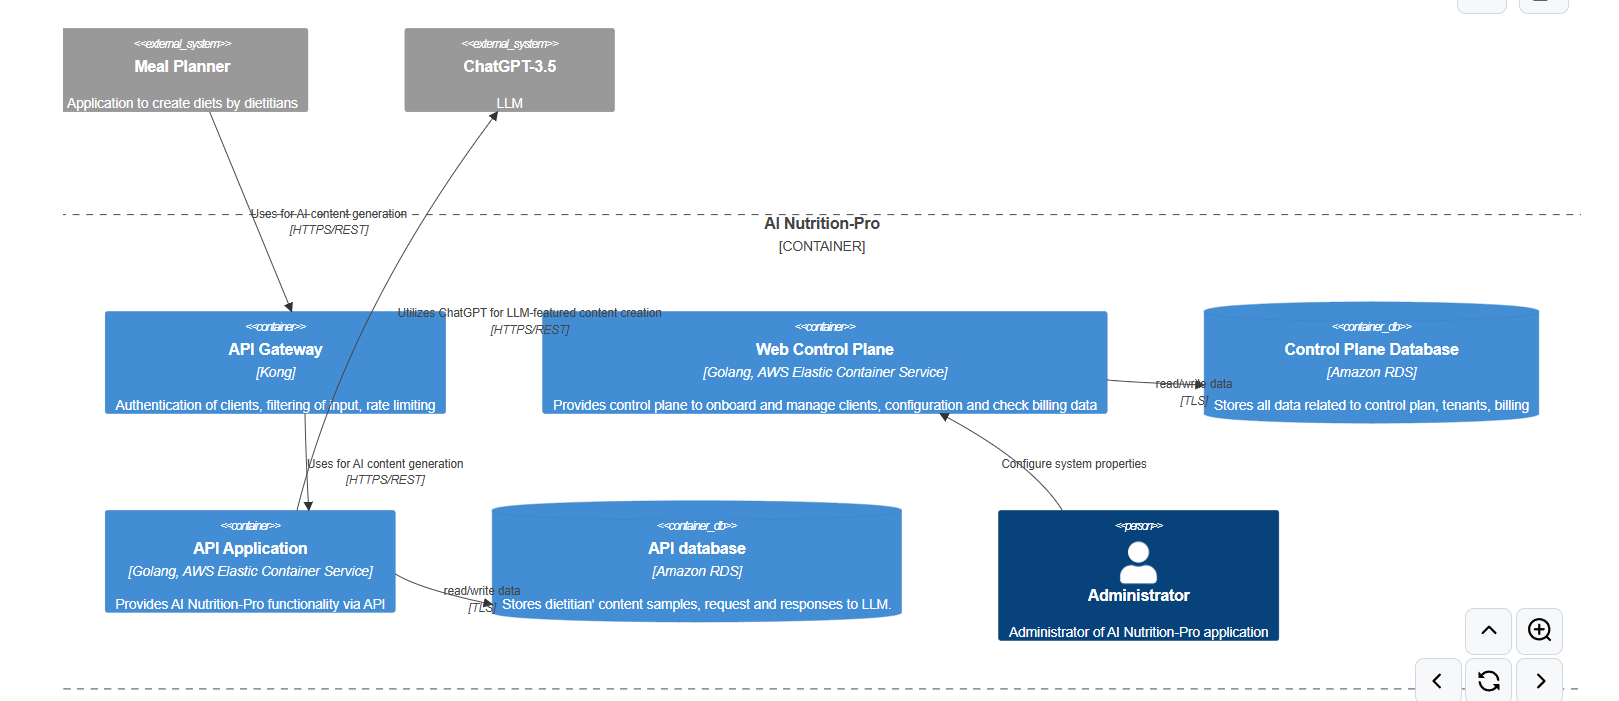 <<external_system>>
Meal Planner
Application to create diets by dietitians
<<external_system>>
ChatGPT-3.5
LLM
Uses for AI content generation
[HTTPS/REST]
AI Nutrition-Pro
[CONTAINER]
Utilizes ChatGPT for LLM-featured content creation
[HTTPS/REST]
<<container>>
API Gateway
[Kong]
Authentication of clients, filtering of input, rate limiting
<<container>>
Web Control Plane
[Golang, AWS Elastic Container Service]
Provides control plane to onboard and manage clients, configuration and check billing data
read/write data
[TLS]
<<container_db>>
Control Plane Database
[Amazon RDS]
Stores all data related to control plan, tenants, billing
Uses for AI content generation
[HTTPS/REST]
Configure system properties
<<container>>
API Application
[Golang, AWS Elastic Container Service]
Provides AI Nutrition-Pro functionality via API
read/write data
[TLS]
<<container_db>>
API database
[Amazon RDS]
Stores dietitian' content samples, request and responses to LLM.
<<person>>
Administrator
Administrator of AI Nutrition-Pro application